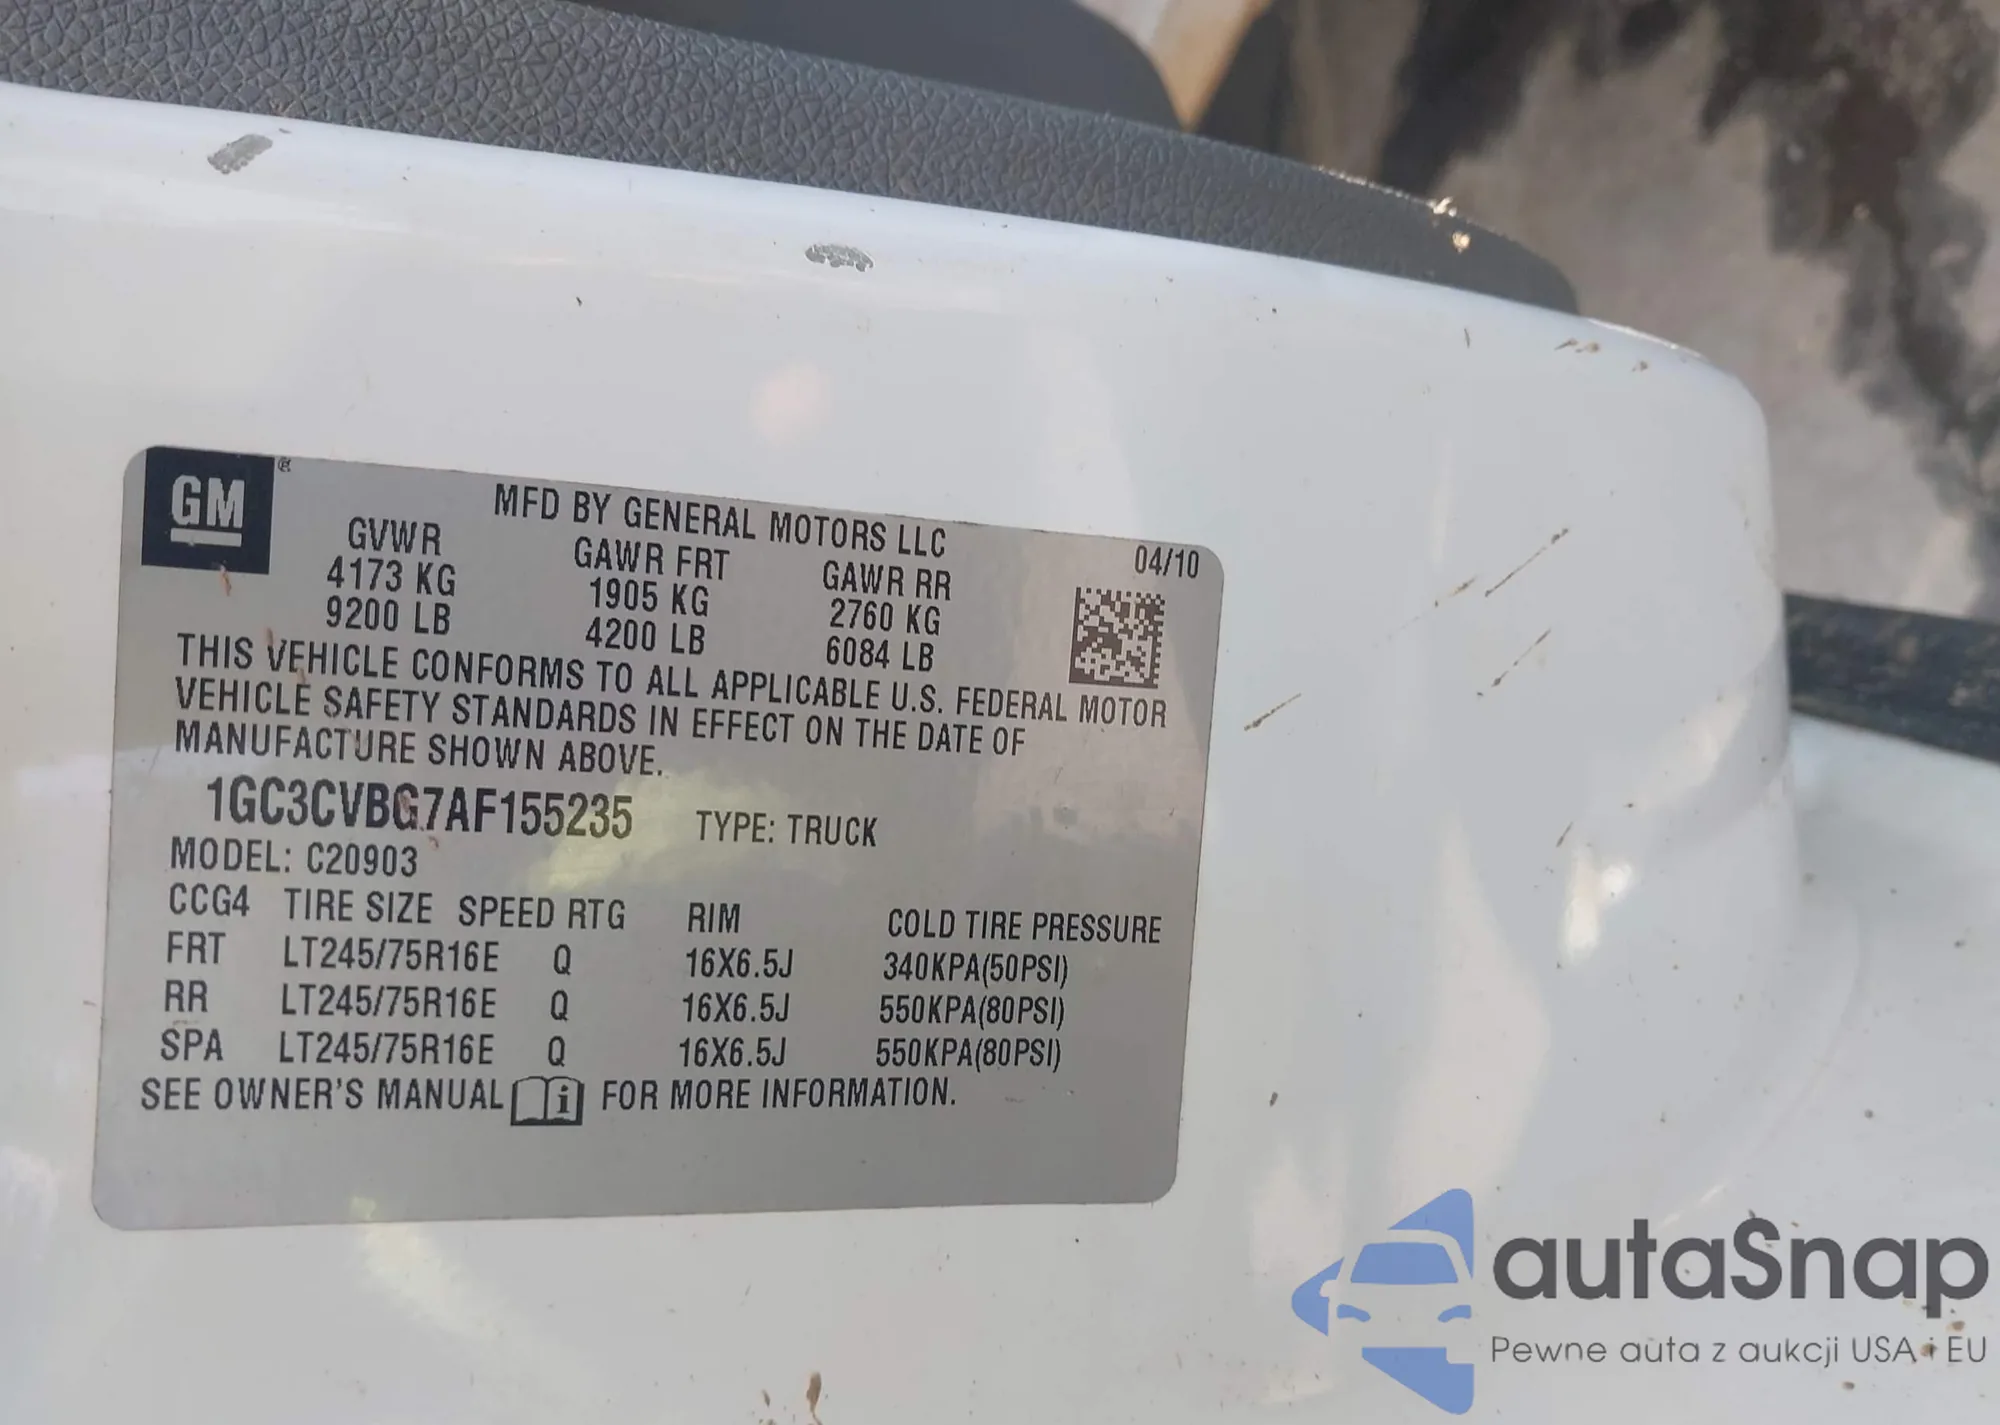 GM ®
MFD BY GENERAL MOTORS LLC
04/10
GVWR GAWR FRT GAWR RR
4173 KG 1905 KG 2760 KG
9200 LB 4200 LB 6084 LB
THIS VEHICLE CONFORMS TO ALL APPLICABLE U.S. FEDERAL MOTOR
VEHICLE SAFETY STANDARDS IN EFFECT ON THE DATE OF
MANUFACTURE SHOWN ABOVE.
1GC3CVBG7AF155235 TYPE: TRUCK
MODEL: C20903
CCG4 TIRE SIZE SPEED RTG RIM COLD TIRE PRESSURE
FRT LT245/75R16E Q 16X6.5J 340KPA(50PSI)
RR LT245/75R16E Q 16X6.5J 550KPA(80PSI)
SPA LT245/75R16E Q 16X6.5J 550KPA(80PSI)
SEE OWNER'S MANUAL i FOR MORE INFORMATION.
autaSnap
Pewne auta z aukcji USA i EU